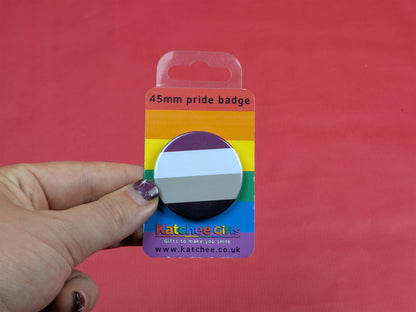 45mm pride badge
Katchee Gifts
Gifts to make you smile
www.katchee.co.uk